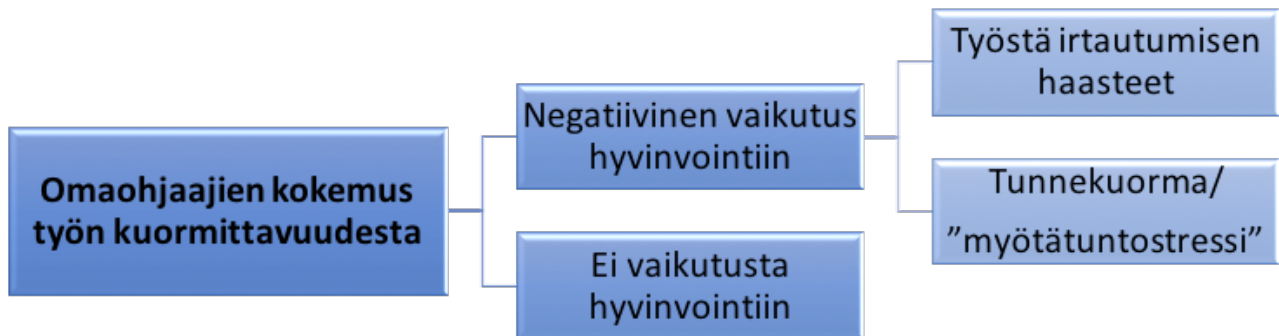 Omaohjaajien kokemus
työn kuormittavuudesta
Negatiivinen vaikutus
hyvinvointiin
Työstä irtautumisen
haasteet
Tunnekuorma/
”myötätuntostressi”
Ei vaikutusta
hyvinvointiin